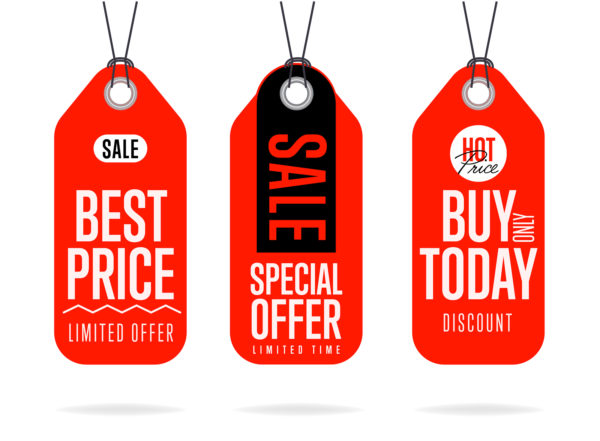 SALE
BEST
PRICE
LIMITED OFFER
SALE
SPECIAL
OFFER
LIMITED TIME
HOT
Price
BUY ONLY
TODAY
DISCOUNT